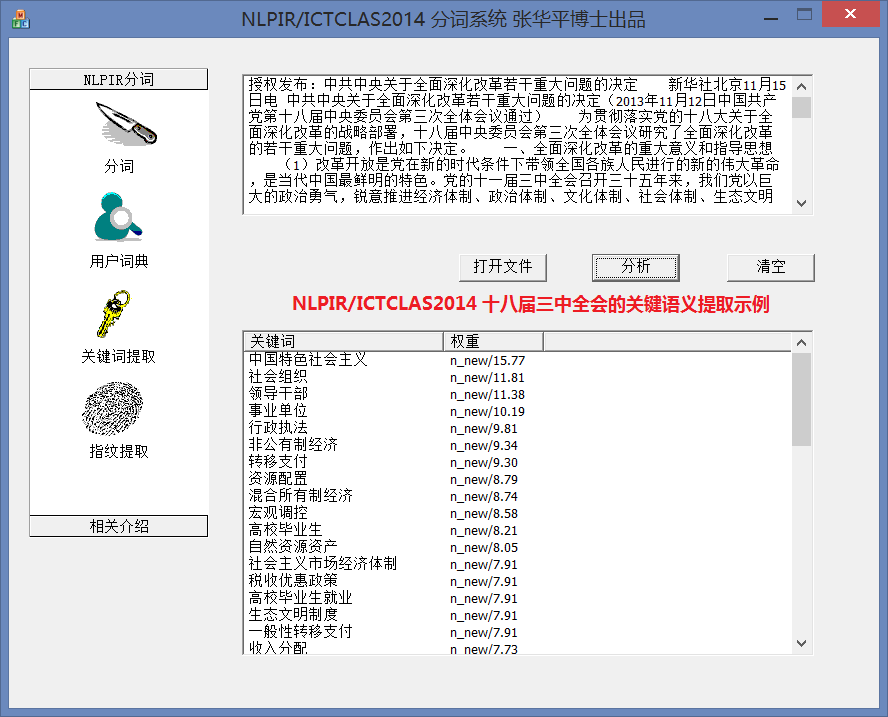 NLPIR/ICTCLAS2014 分词系统 张华平博士出品
NLPIR分词
分词
用户词典
关键词提取
指纹提取
相关介绍
授权发布：中共中央关于全面深化改革若干重大问题的决定　　新华社北京11月15
日电 中共中央关于全面深化改革若干重大问题的决定（2013年11月12日中国共产
党第十八届中央委员会第三次全体会议通过）　　为贯彻落实党的十八大关于全
面深化改革的战略部署，十八届中央委员会第三次全体会议研究了全面深化改革
的若干重大问题，作出如下决定。　　一、全面深化改革的重大意义和指导思想
（1）改革开放是党在新的时代条件下带领全国各族人民进行的新的伟大革命
，是当代中国最鲜明的特色。党的十一届三中全会召开三十五年来，我们党以巨
大的政治勇气，锐意推进经济体制、政治体制、文化体制、社会体制、生态文明
打开文件 分析 清空
NLPIR/ICTCLAS2014 十八届三中全会的关键语义提取示例
关键词 权重
中国特色社会主义 n_new/15.77
社会组织 n_new/11.81
领导干部 n_new/11.38
事业单位 n_new/10.19
行政执法 n_new/9.81
非公有制经济 n_new/9.34
转移支付 n_new/9.30
资源配置 n_new/8.79
混合所有制经济 n_new/8.74
宏观调控 n_new/8.58
高校毕业生 n_new/8.21
自然资源资产 n_new/8.05
社会主义市场经济体制 n_new/7.91
税收优惠政策 n_new/7.91
高校毕业生就业 n_new/7.91
生态文明制度 n_new/7.91
一般性转移支付 n_new/7.91
收入分配 n_new/7.73